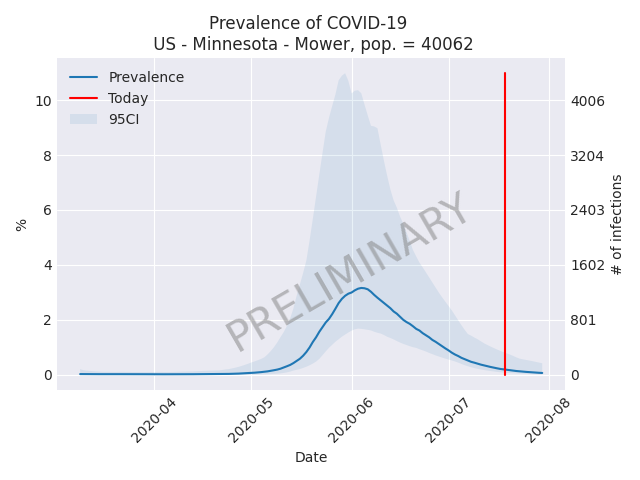 Prevalence of COVID-19
US - Minnesota - Mower, pop. = 40062
Prevalence
Today
95CI
10
8
6
4
2
0
%
4006
3204
2403
1602
801
0
# of infections
PRELIMINARY
2020-04
2020-05
2020-06
2020-07
2020-08
Date